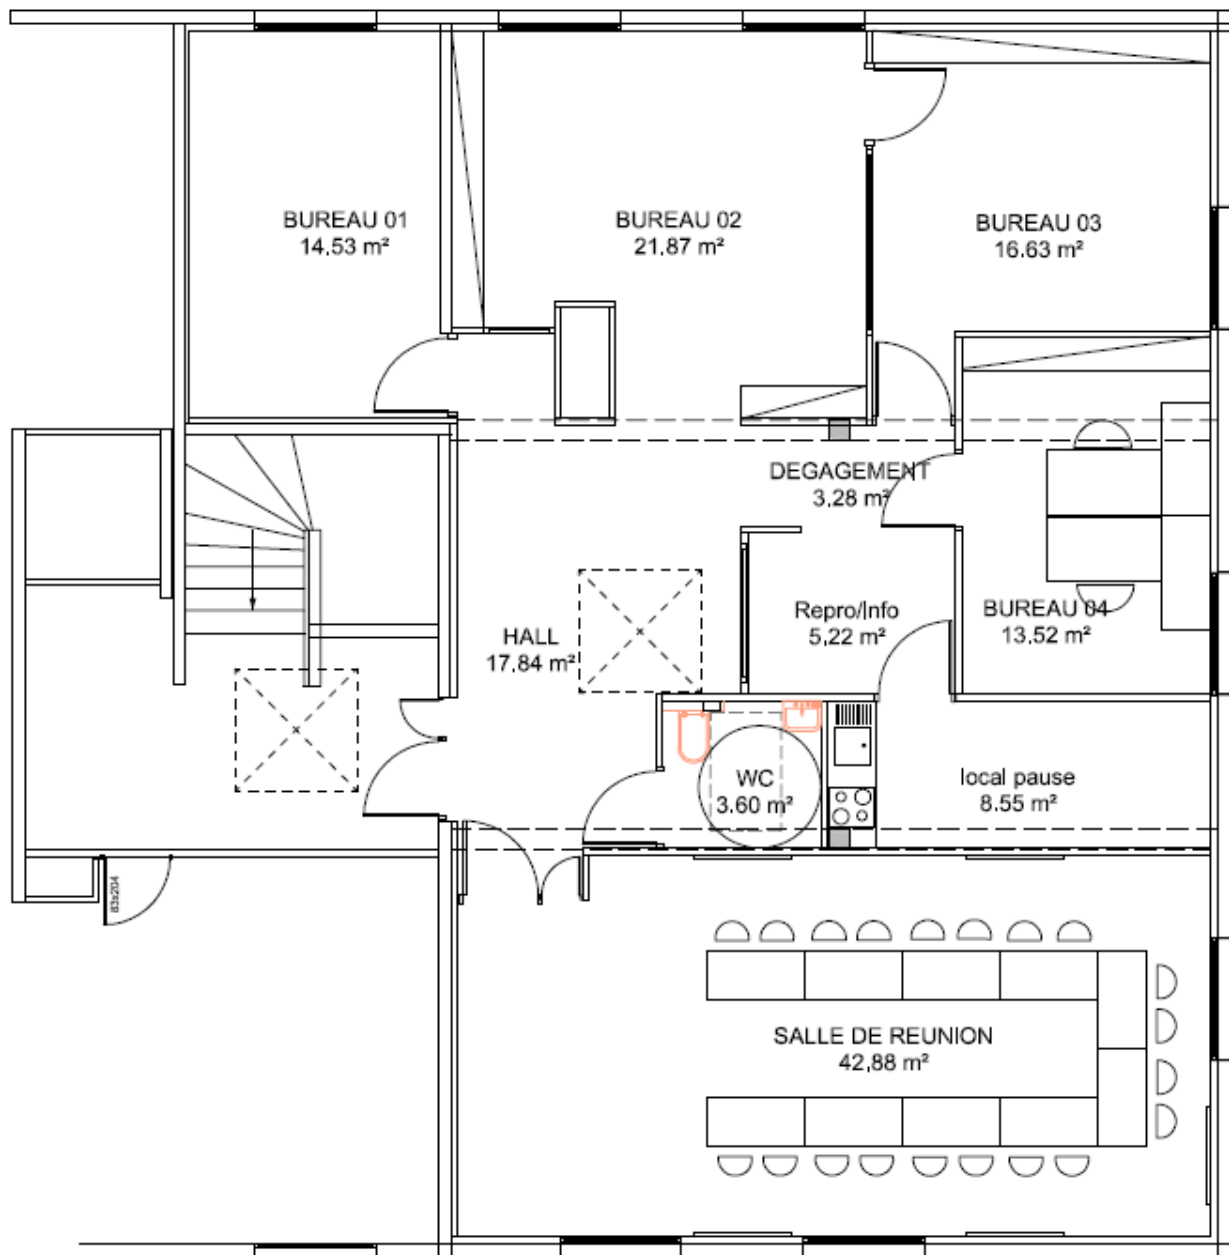 BUREAU 01
14.53 m²
BUREAU 02
21.87 m²
BUREAU 03
16.63 m²
DEGAGEMENT
3.28 m²
HALL
17.84 m²
Repro/Info
5.22 m²
BUREAU 04
13.52 m²
WC
3.60 m²
local pause
8.55 m²
83x204
SALLE DE REUNION
42,88 m²